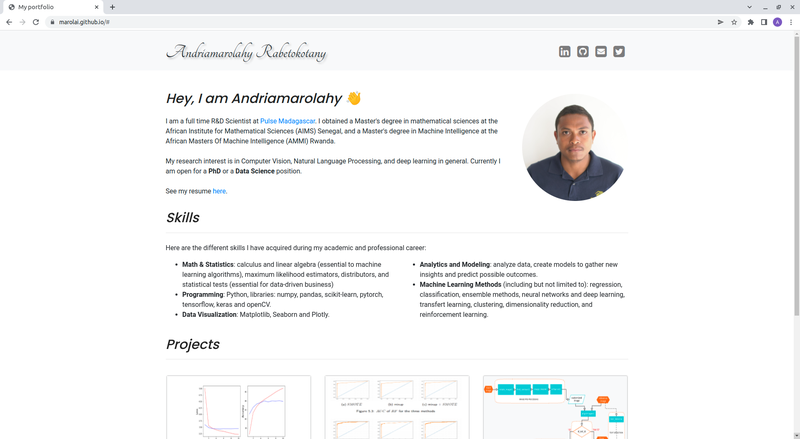 My portfolio
marolai.github.io/#
A
Andriamarolahy Rabetokotany
Hey, I am Andriamarolahy 👋
I am a full time R&D Scientist at Pulse Madagascar. I obtained a Master's degree in mathematical sciences at the
African Institute for Mathematical Sciences (AIMS) Senegal, and a Master's degree in Machine Intelligence at the
African Masters Of Machine Intelligence (AMMI) Rwanda.
My research interest is in Computer Vision, Natural Language Processing, and deep learning in general. Currently I
am open for a PhD or a Data Science position.
See my resume here.
Skills
Here are the different skills I have acquired during my academic and professional career:
• Math & Statistics: calculus and linear algebra (essential to machine
learning algorithms), maximum likelihood estimators, distributors, and
statistical tests (essential for data-driven business)
• Programming: Python, libraries: numpy, pandas, scikit-learn, pytorch,
tensorflow, keras and openCV.
• Data Visualization: Matplotlib, Seaborn and Plotly.
• Analytics and Modeling: analyze data, create models to gather new
insights and predict possible outcomes.
• Machine Learning Methods (including but not limited to): regression,
classification, ensemble methods, neural networks and deep learning,
transfert learning, clustering, dimensionality reduction, and
reinforcement learning.
Projects